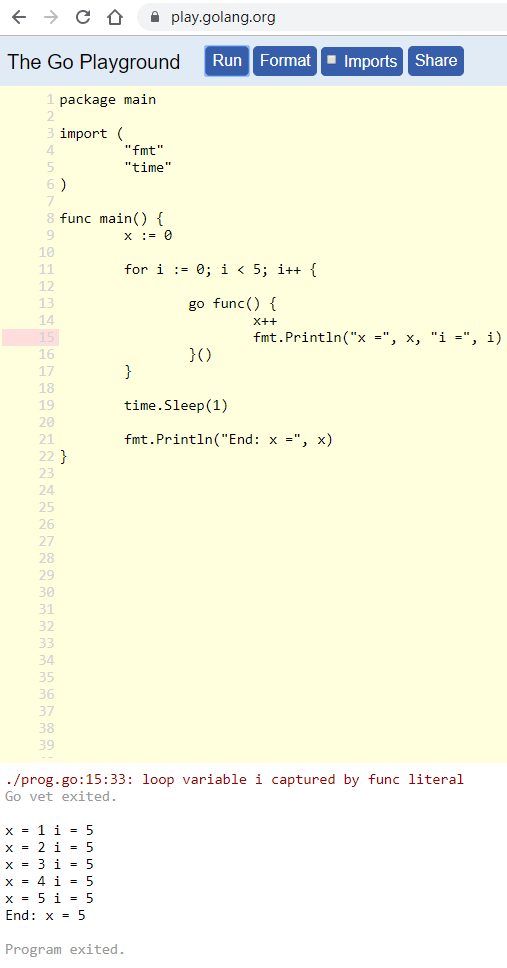 play.golang.org
The Go Playground Run Format Imports Share
1 package main
2
3 import (
4 "fmt"
5 "time"
6 )
7
8 func main() {
9 x := 0
10
11 for i := 0; i < 5; i++ {
12
13 go func() {
14 x++
15 fmt.Println("x =", x, "i =", i)
16 }()
17 }
18
19 time.Sleep(1)
20
21 fmt.Println("End: x =", x)
22 }
23
24
25
26
27
28
29
30
31
32
33
34
35
36
37
38
39
./prog.go:15:33: loop variable i captured by func literal
Go vet exited.
x = 1 i = 5
x = 2 i = 5
x = 3 i = 5
x = 4 i = 5
x = 5 i = 5
End: x = 5
Program exited.